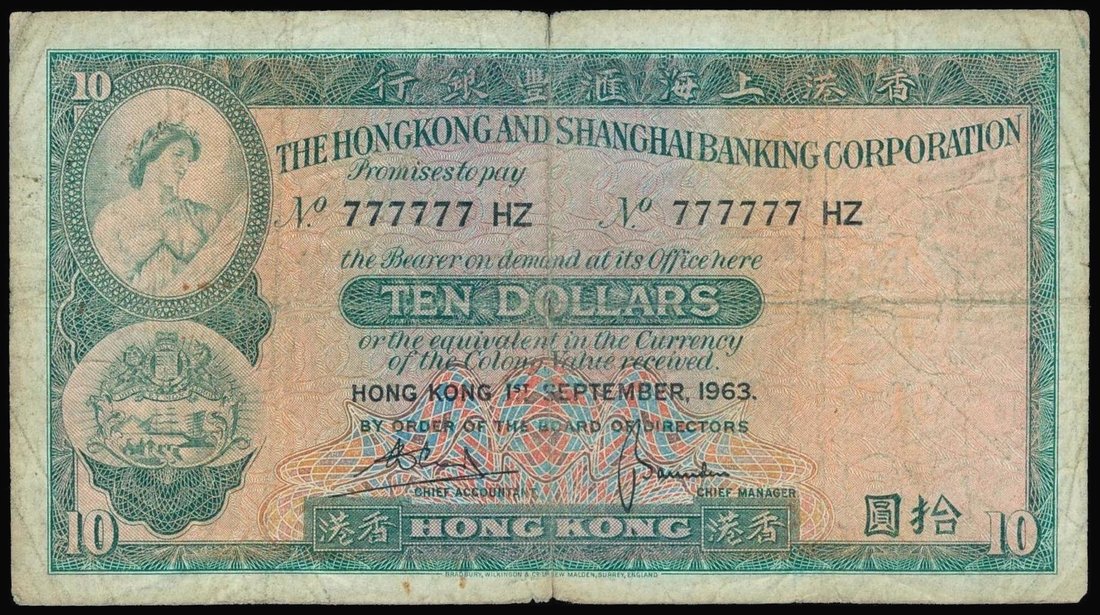 10
行銀豐滙海上港香
THE HONGKONG AND SHANGHAI BANKING CORPORATION
Promises to pay
No. 777777 HZ No. 777777 HZ
the Bearer on demand at its Office here
TEN DOLLARS
or the equivalent in the Currency
of the Colony Value received.
HONG KONG 1ST SEPTEMBER, 1963.
BY ORDER OF THE BOARD OF DIRECTORS
CHIEF ACCOUNTANT CHIEF MANAGER
圓拾
10 港香 HONG KONG 港香 10
BRADBURY, WILKINSON & Co. LD. NEW MALDEN, SURREY, ENGLAND